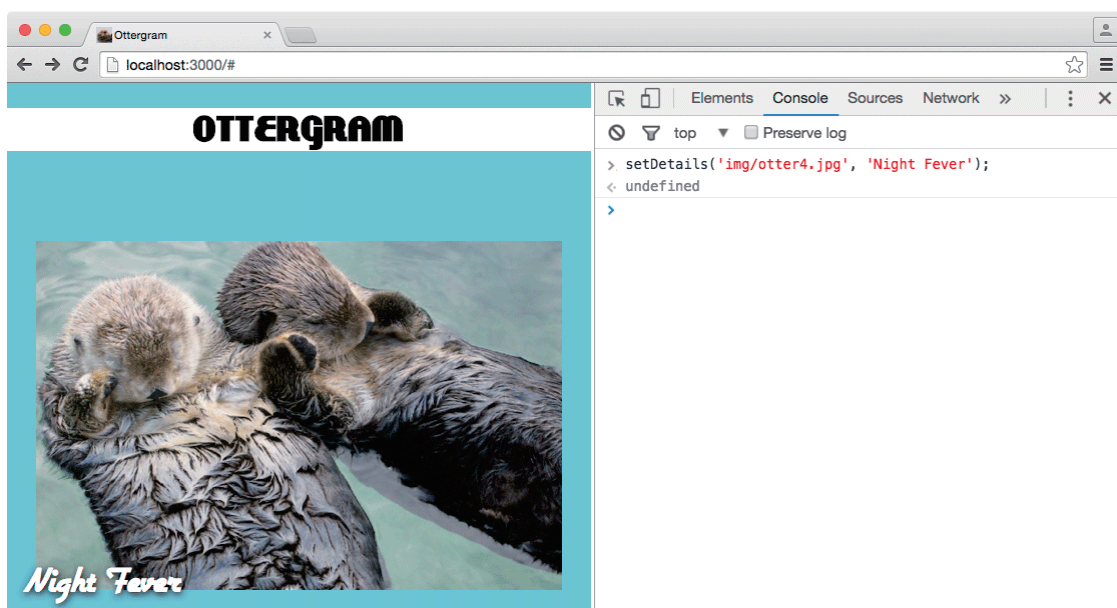 Ottergram
localhost:3000/#
OTTERGRAM
Night Fever
Elements Console Sources Network »
top ▼ Preserve log
> setDetails('img/otter4.jpg', 'Night Fever');
< undefined
>